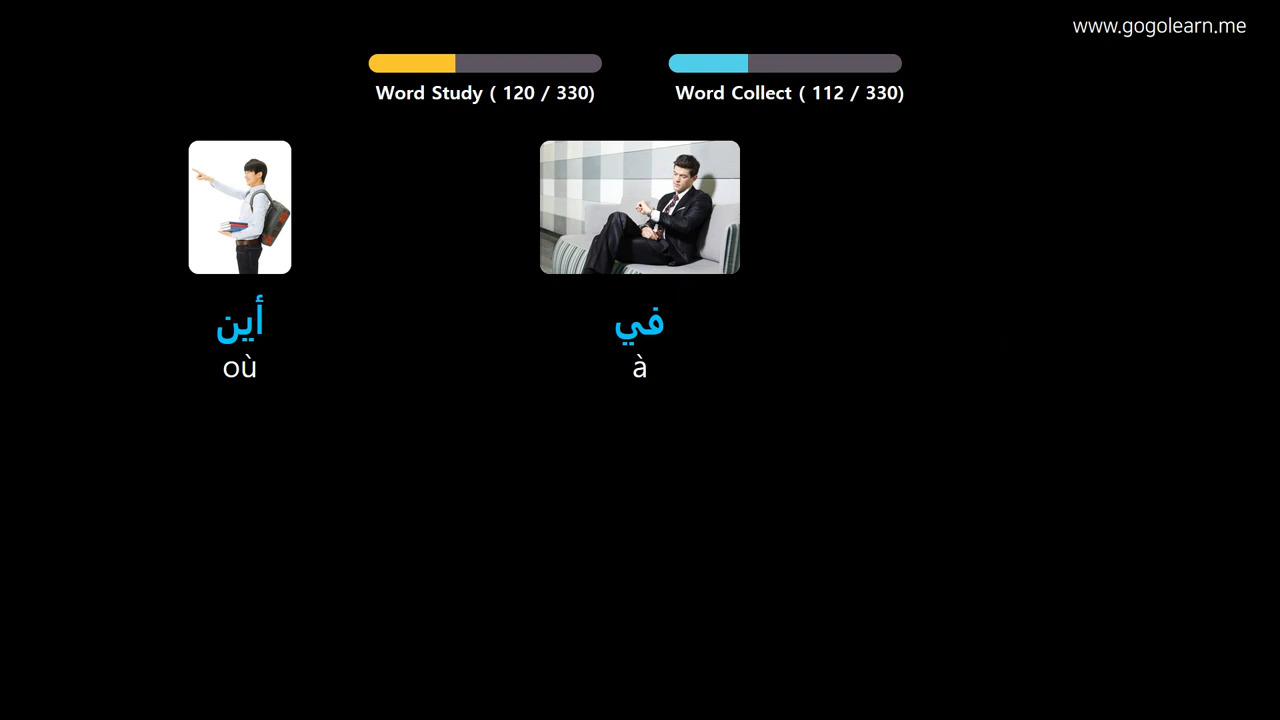 www.gogolearn.me
Word Study ( 120 / 330)
Word Collect ( 112 / 330)
أين
où
في
à